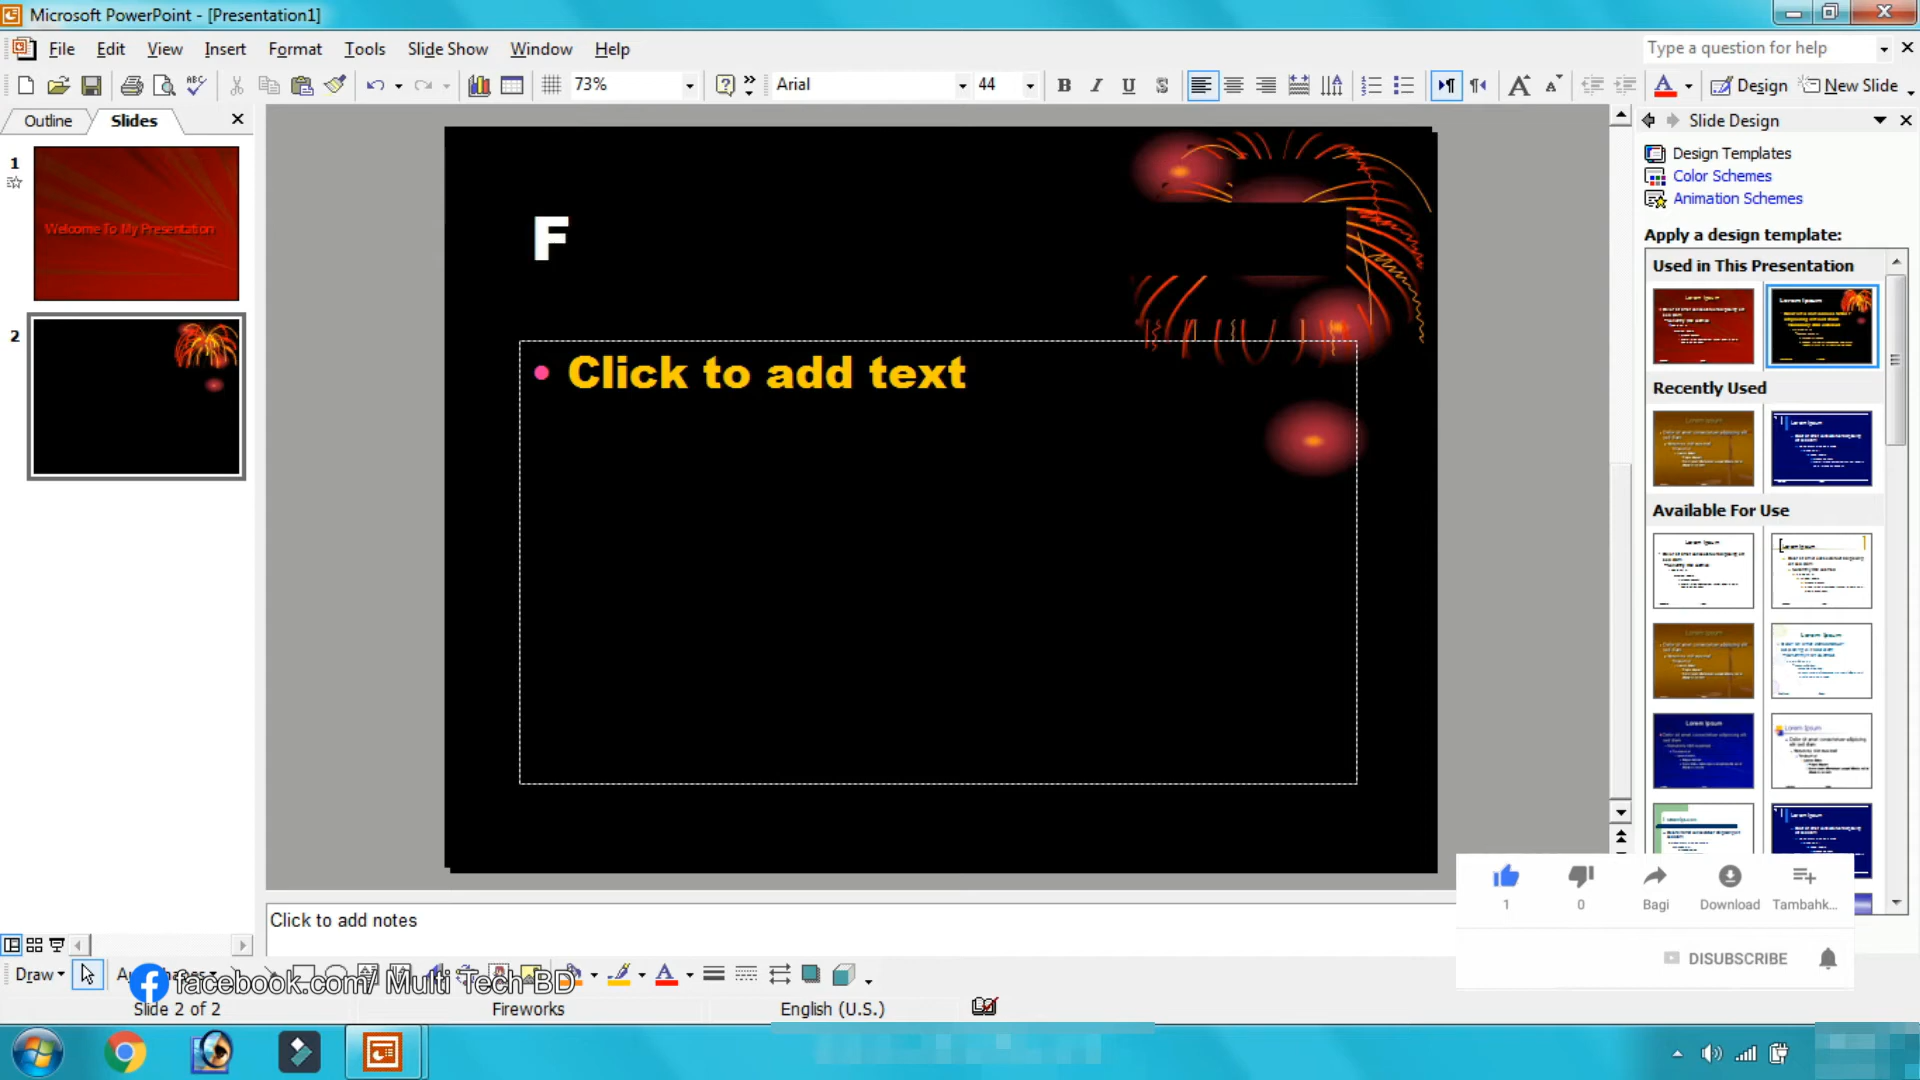 Microsoft PowerPoint - [Presentation1]
File Edit View Insert Format Tools Slide Show Window Help
Type a question for help
73% Arial 44 B I U S Design New Slide
Outline Slides
Slide Design
1
Welcome To My Presentation
2
Design Templates
Color Schemes
Animation Schemes
Apply a design template:
Used in This Presentation
Recently Used
Available For Use
F
• Click to add text
Click to add notes
1 0 Bagi Download Tambahk...
DISUBSCRIBE
Draw
facebook.com/ Multi Tech BD
Slide 2 of 2 Fireworks English (U.S.)